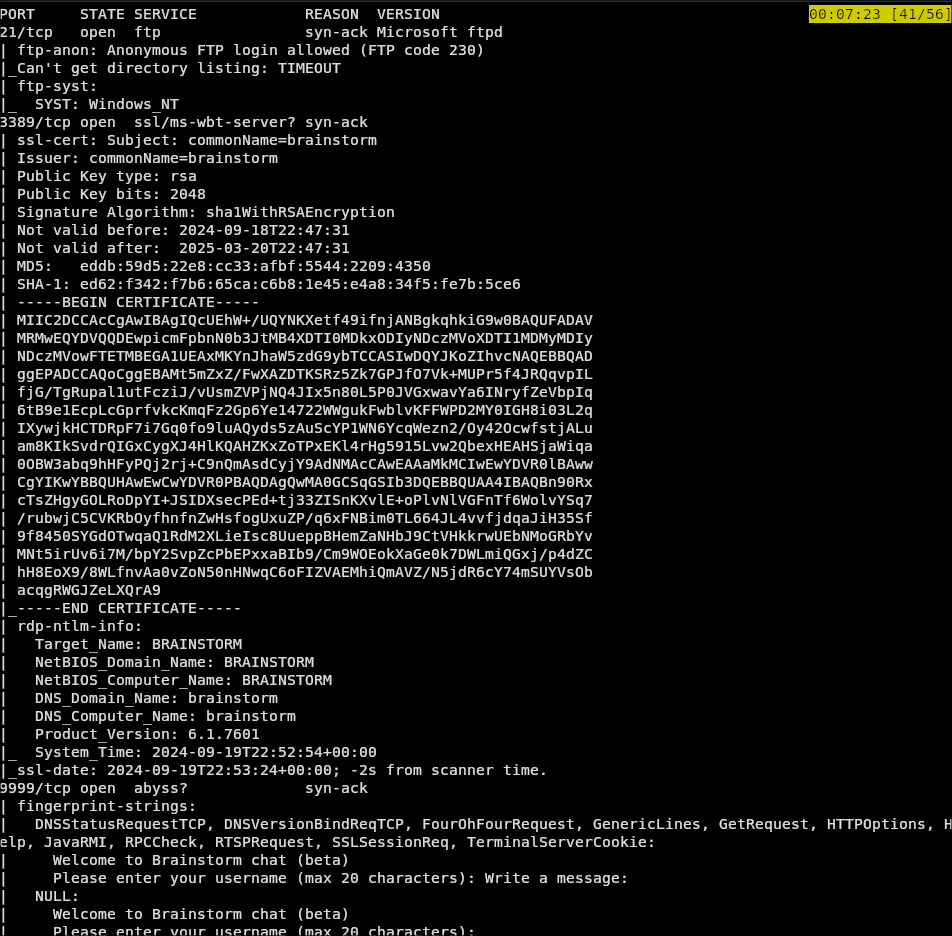 PORT     STATE SERVICE            REASON  VERSION                                         00:07:23 [41/56]
21/tcp   open  ftp                syn-ack Microsoft ftpd
| ftp-anon: Anonymous FTP login allowed (FTP code 230)
|_Can't get directory listing: TIMEOUT
| ftp-syst:
|_  SYST: Windows_NT
3389/tcp open  ssl/ms-wbt-server? syn-ack
| ssl-cert: Subject: commonName=brainstorm
| Issuer: commonName=brainstorm
| Public Key type: rsa
| Public Key bits: 2048
| Signature Algorithm: sha1WithRSAEncryption
| Not valid before: 2024-09-18T22:47:31
| Not valid after:  2025-03-20T22:47:31
| MD5:   eddb:59d5:22e8:cc33:afbf:5544:2209:4350
| SHA-1: ed62:f342:f7b6:65ca:c6b8:1e45:e4a8:34f5:fe7b:5ce6
| -----BEGIN CERTIFICATE-----
| MIIC2DCCAcCgAwIBAgIQcUEhW+/UQYNKXetf49ifnjANBgkqhkiG9w0BAQUFADAV
| MRMwEQYDVQQDEwpicmFpbnN0b3JtMB4XDTI0MDkxODIyNDczMVoXDTI1MDMyMDIy
| NDczMVowFTETMBEGA1UEAxMKYnJhaW5zdG9ybTCCASIwDQYJKoZIhvcNAQEBBQAD
| ggEPADCCAQoCggEBAMt5mZxZ/FwXAZDTKSRz5Zk7GPJfO7Vk+MUPr5f4JRQqvpIL
| fjG/TgRupal1utFcziJ/vUsmZVPjNQ4JIx5n80L5P0JVGxwavYa6INryfZeVbpIq
| 6tB9e1EcpLcGprfvkcKmqFz2Gp6Ye14722WWgukFwblvKFFWPD2MY0IGH8i03L2q
| IXywjkHCTDRpF7i7Gq0fo9luAQyds5zAuScYP1WN6YcqWezn2/Oy42OcwfstjALu
| am8KIkSvdrQIGxCygXJ4HlKQAHZKxZoTPxEKl4rHg5915Lvw2QbexHEAHSjaWiqa
| 0OBW3abq9hHFyPQj2rj+C9nQmAsdCyjY9AdNMAcCAwEAAaMkMCIwEwYDVR0lBAww
| CgYIKwYBBQUHAwEwCwYDVR0PBAQDAgQwMA0GCSqGSIb3DQEBBQUAA4IBAQBn90Rx
| cTsZHgyGOLRoDpYI+JSIDXsecPEd+tj33ZISnKXvlE+oPlvNlVGFnTf6WolvYSq7
| /rubwjC5CVKRbOyfhnfnZwHsfogUxuZP/q6xFNBim0TL664JL4vvfjdqaJiH35Sf
| 9f8450SYGdOTwqaQ1RdM2XLieIsc8UueppBHemZaNHbJ9CtVHkkrwUEbNMoGRbYv
| MNt5irUv6i7M/bpY2SvpZcPbEPxxaBIb9/Cm9WOEokXaGe0k7DWLmiQGxj/p4dZC
| hH8EoX9/8WLfnvAa0vZoN50nHNwqC6oFIZVAEMhiQmAVZ/N5jdR6cY74mSUYVsOb
| acqgRWGJZeLXQrA9
|_-----END CERTIFICATE-----
| rdp-ntlm-info:
|   Target_Name: BRAINSTORM
|   NetBIOS_Domain_Name: BRAINSTORM
|   NetBIOS_Computer_Name: BRAINSTORM
|   DNS_Domain_Name: brainstorm
|   DNS_Computer_Name: brainstorm
|   Product_Version: 6.1.7601
|_  System_Time: 2024-09-19T22:52:54+00:00
|_ssl-date: 2024-09-19T22:53:24+00:00; -2s from scanner time.
9999/tcp open  abyss?             syn-ack
| fingerprint-strings:
|   DNSStatusRequestTCP, DNSVersionBindReqTCP, FourOhFourRequest, GenericLines, GetRequest, HTTPOptions, H
elp, JavaRMI, RPCCheck, RTSPRequest, SSLSessionReq, TerminalServerCookie:
|     Welcome to Brainstorm chat (beta)
|     Please enter your username (max 20 characters): Write a message:
|   NULL:
|     Welcome to Brainstorm chat (beta)
|     Please enter your username (max 20 characters):